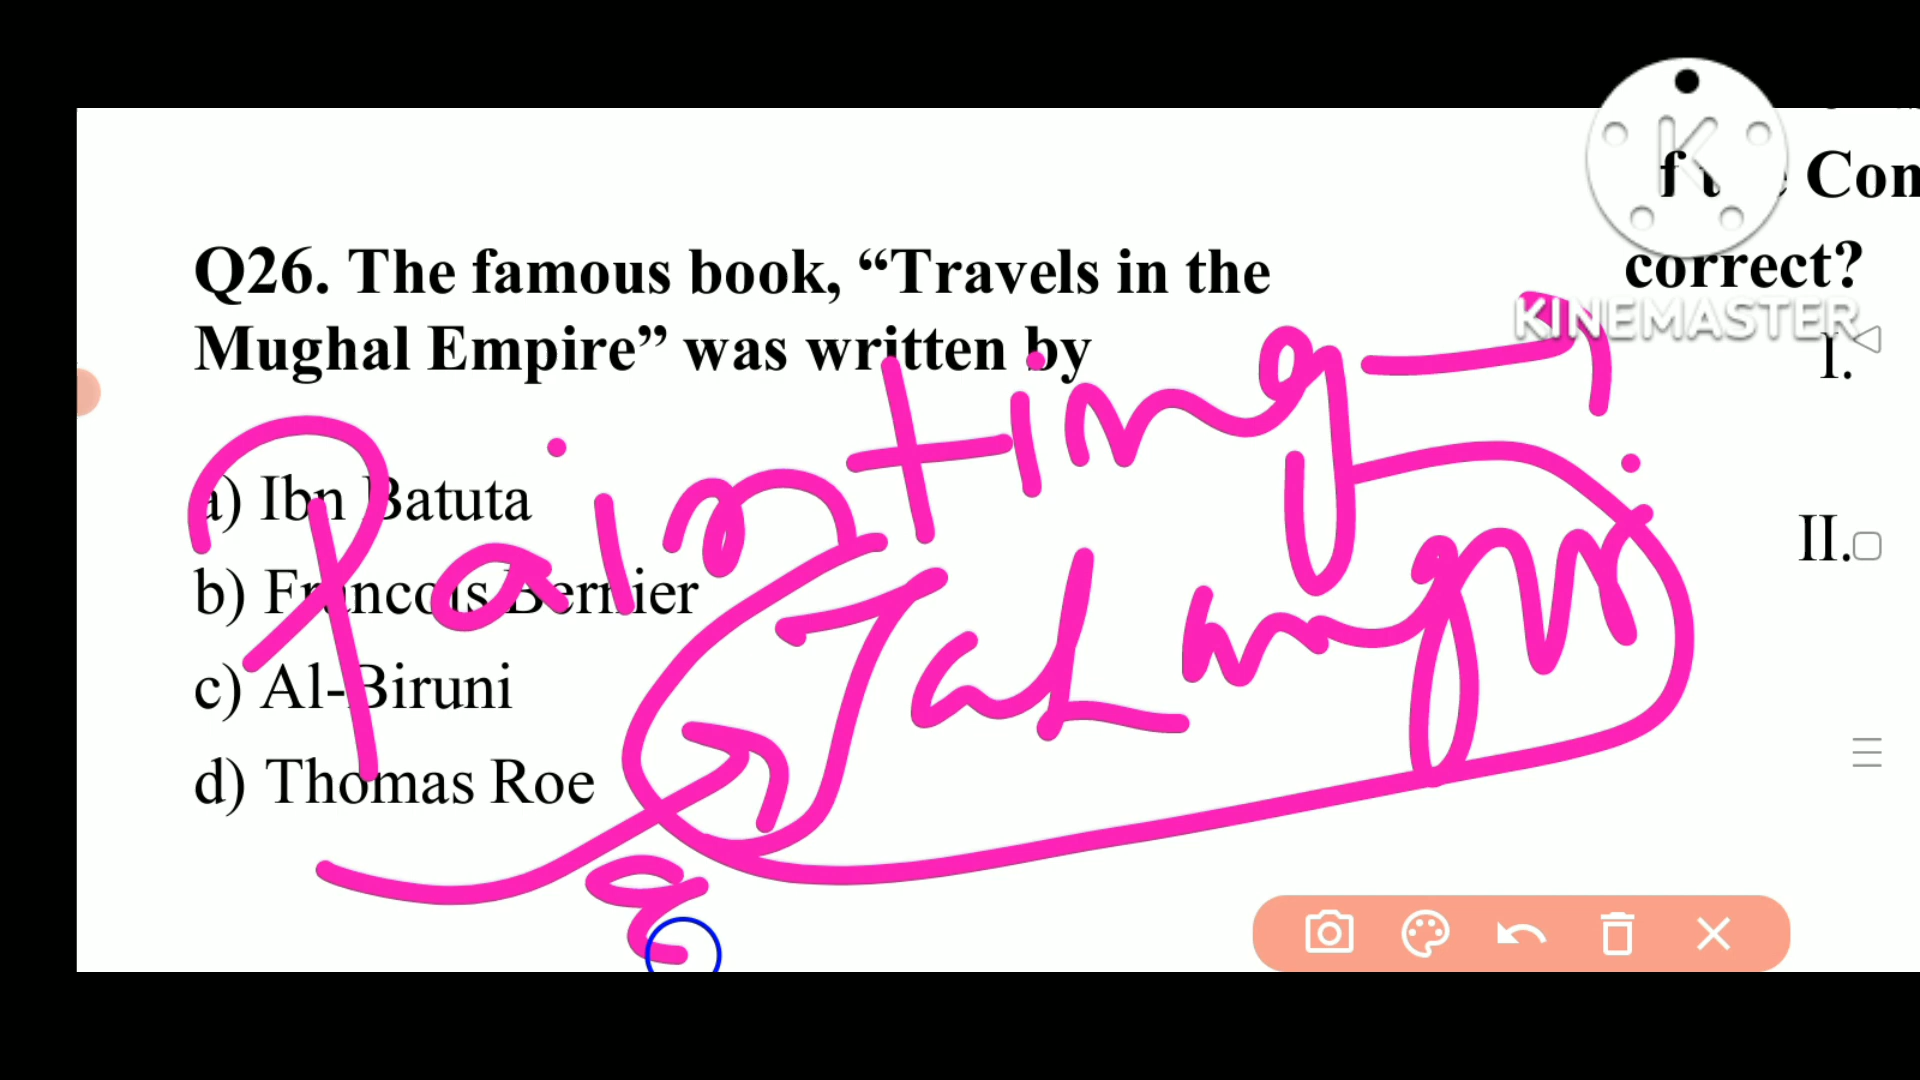 f t e Con
Q26. The famous book, “Travels in the
correct?
KINEMASTER
Mughal Empire” was written by
I.
Painting
a) Ibn Batuta
II.
b) Francois Bernier
Jahangir
c) Al-Biruni
d) Thomas Roe